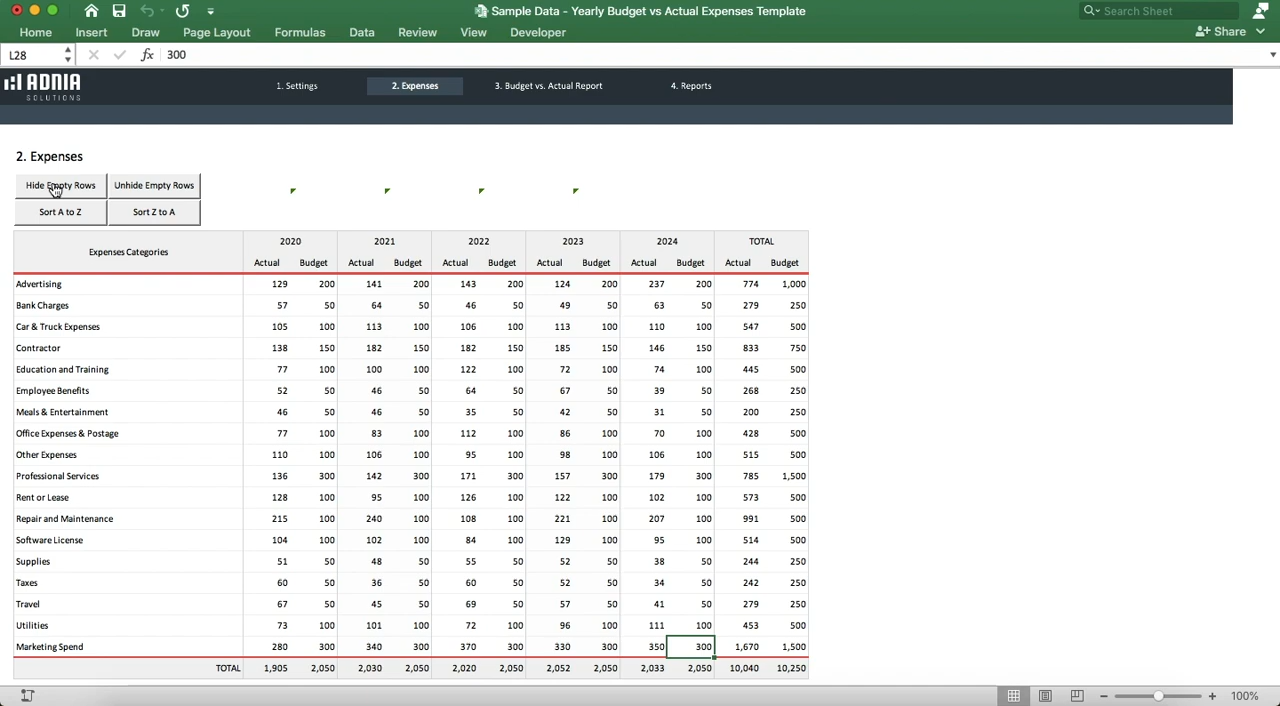 Sample Data - Yearly Budget vs Actual Expenses Template
Search Sheet
Home Insert Draw Page Layout Formulas Data Review View Developer Share
L28 fx 300
ADNIA
SOLUTIONS
1. Settings 2. Expenses 3. Budget vs. Actual Report 4. Reports
2. Expenses
Hide Empty Rows Unhide Empty Rows
Sort A to Z Sort Z to A
Expenses Categories 2020 2021 2022 2023 2024 TOTAL
Actual Budget Actual Budget Actual Budget Actual Budget Actual Budget Actual Budget
Advertising 129 200 141 200 143 200 124 200 237 200 774 1,000
Bank Charges 57 50 64 50 46 50 49 50 63 50 279 250
Car & Truck Expenses 105 100 113 100 106 100 113 100 110 100 547 500
Contractor 138 150 182 150 182 150 185 150 146 150 833 750
Education and Training 77 100 100 100 122 100 72 100 74 100 445 500
Employee Benefits 52 50 46 50 64 50 67 50 39 50 268 250
Meals & Entertainment 46 50 46 50 35 50 42 50 31 50 200 250
Office Expenses & Postage 77 100 83 100 112 100 86 100 70 100 428 500
Other Expenses 110 100 106 100 95 100 98 100 106 100 515 500
Professional Services 136 300 142 300 171 300 157 300 179 300 785 1,500
Rent or Lease 128 100 95 100 126 100 122 100 102 100 573 500
Repair and Maintenance 215 100 240 100 108 100 221 100 207 100 991 500
Software License 104 100 102 100 84 100 129 100 95 100 514 500
Supplies 51 50 48 50 55 50 52 50 38 50 244 250
Taxes 60 50 36 50 60 50 52 50 34 50 242 250
Travel 67 50 45 50 69 50 57 50 41 50 279 250
Utilities 73 100 101 100 72 100 96 100 111 100 453 500
Marketing Spend 280 300 340 300 370 300 330 300 350 300 1,670 1,500
TOTAL 1,905 2,050 2,030 2,050 2,020 2,050 2,052 2,050 2,033 2,050 10,040 10,250
100%